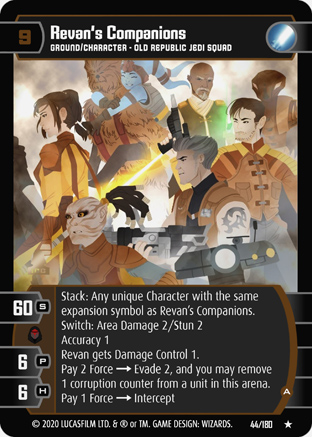 9
Revan's Companions
GROUND/CHARACTER - OLD REPUBLIC JEDI SQUAD
60 S
6 P
6 H
Stack: Any unique Character with the same
expansion symbol as Revan's Companions.
Switch: Area Damage 2/Stun 2
Accuracy 1
Revan gets Damage Control 1.
Pay 2 Force → Evade 2, and you may remove
1 corruption counter from a unit in this arena.
Pay 1 Force → Intercept
A
© 2020 LUCASFILM LTD. & ® or TM. GAME DESIGN: WIZARDS. 44/180 ★